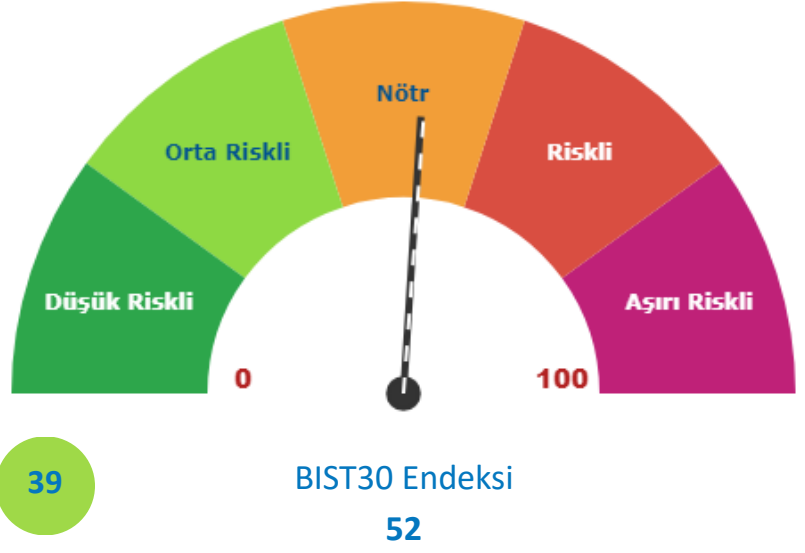 Nötr
Orta Riskli
Riskli
Düşük Riskli
Aşırı Riskli
0
100
39
BIST30 Endeksi
52